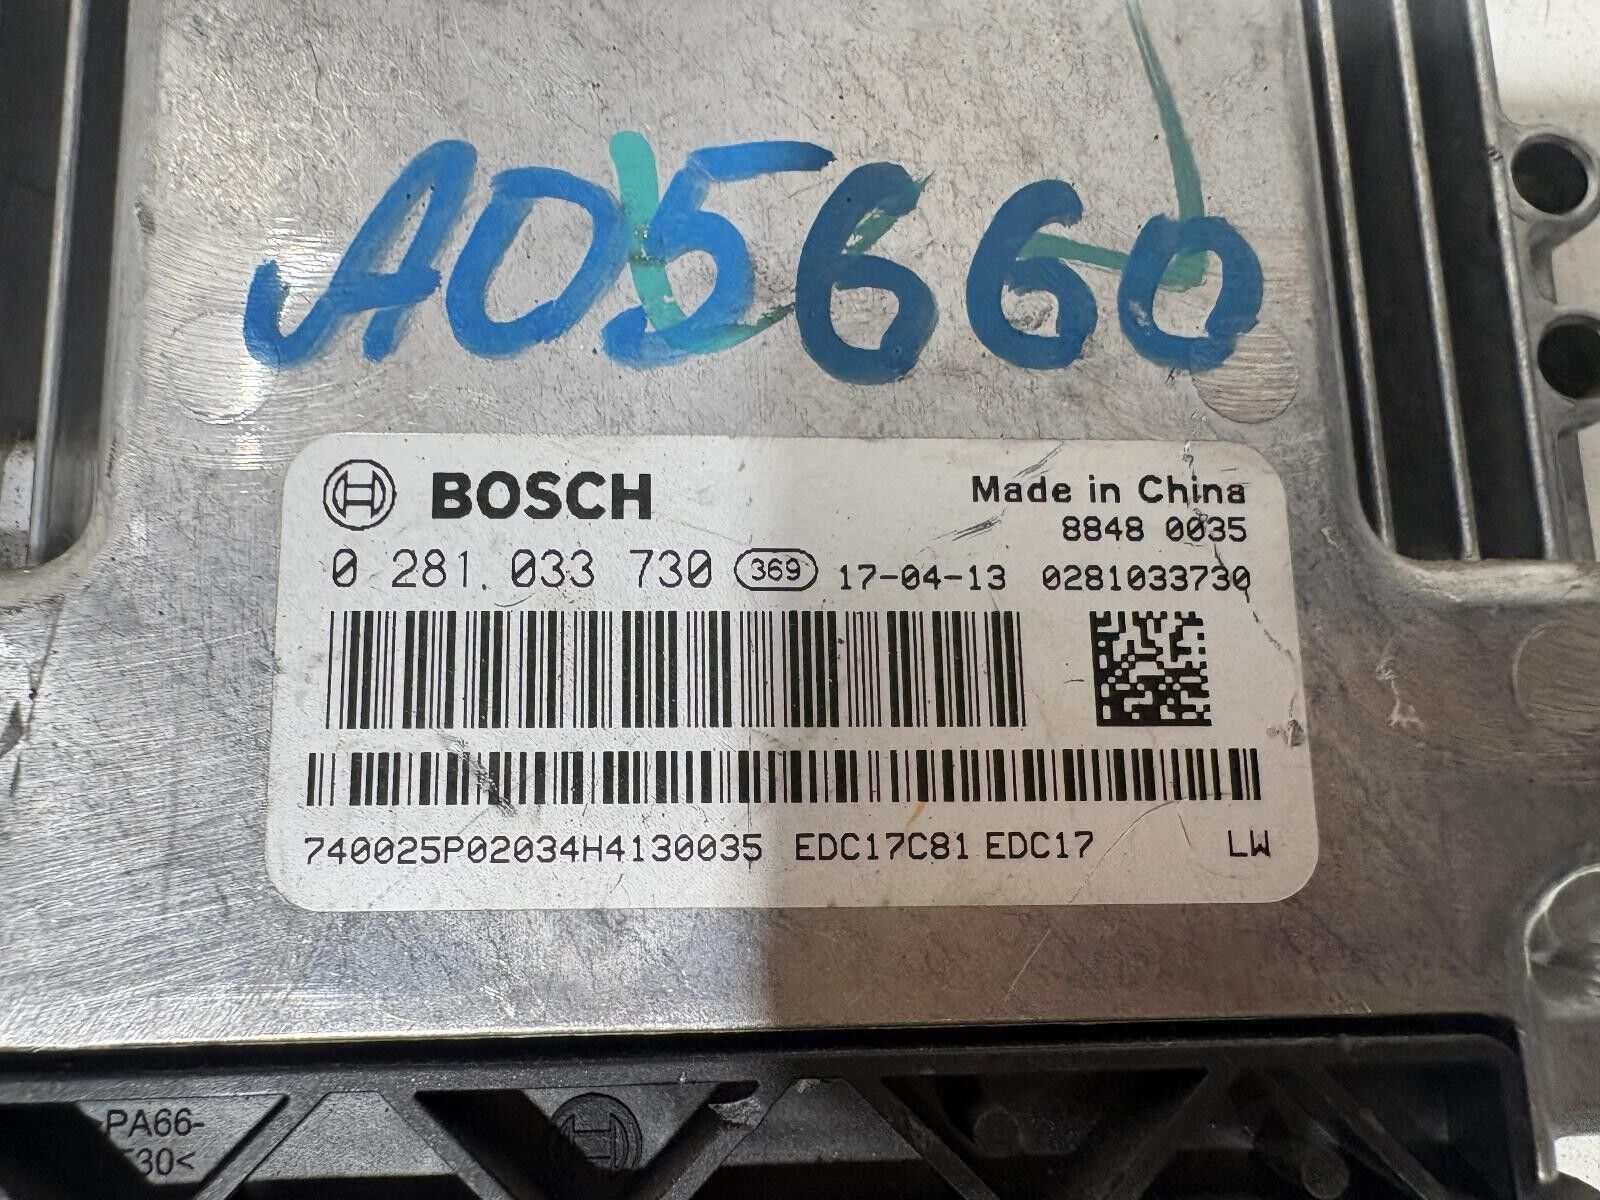 A05660
BOSCH
Made in China
8848 0035
0 281 033 730 369 17-04-13 0281033730
740025P02034H4130035 EDC17C81 EDC17 LW
PA66-
30<